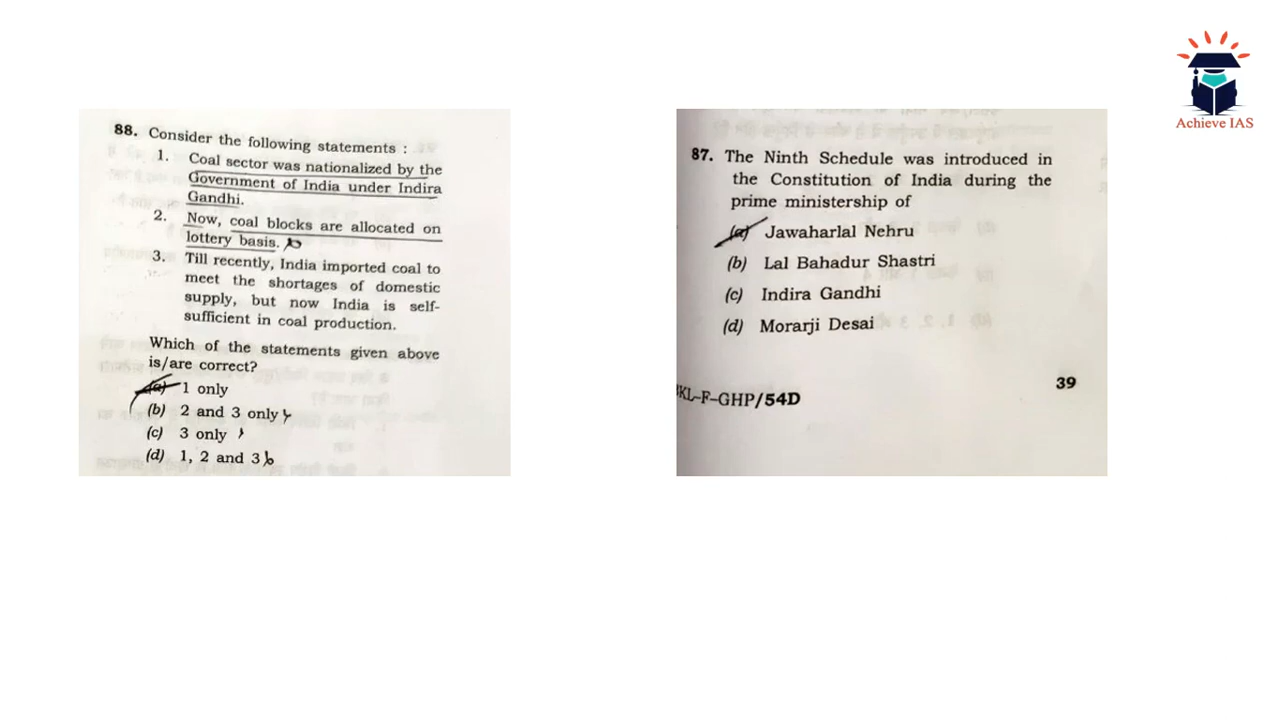 Achieve IAS
88. Consider the following statements :
1. Coal sector was nationalized by the
Government of India under Indira
Gandhi.
2. Now, coal blocks are allocated on
lottery basis.
3. Till recently, India imported coal to
meet the shortages of domestic
supply, but now India is self-
sufficient in coal production.
Which of the statements given above
is/are correct?
(a) 1 only
(b) 2 and 3 only
(c) 3 only
(d) 1, 2 and 3
87. The Ninth Schedule was introduced in
the Constitution of India during the
prime ministership of
(a) Jawaharlal Nehru
(b) Lal Bahadur Shastri
(c) Indira Gandhi
(d) Morarji Desai
39
KL-F-GHP/54D